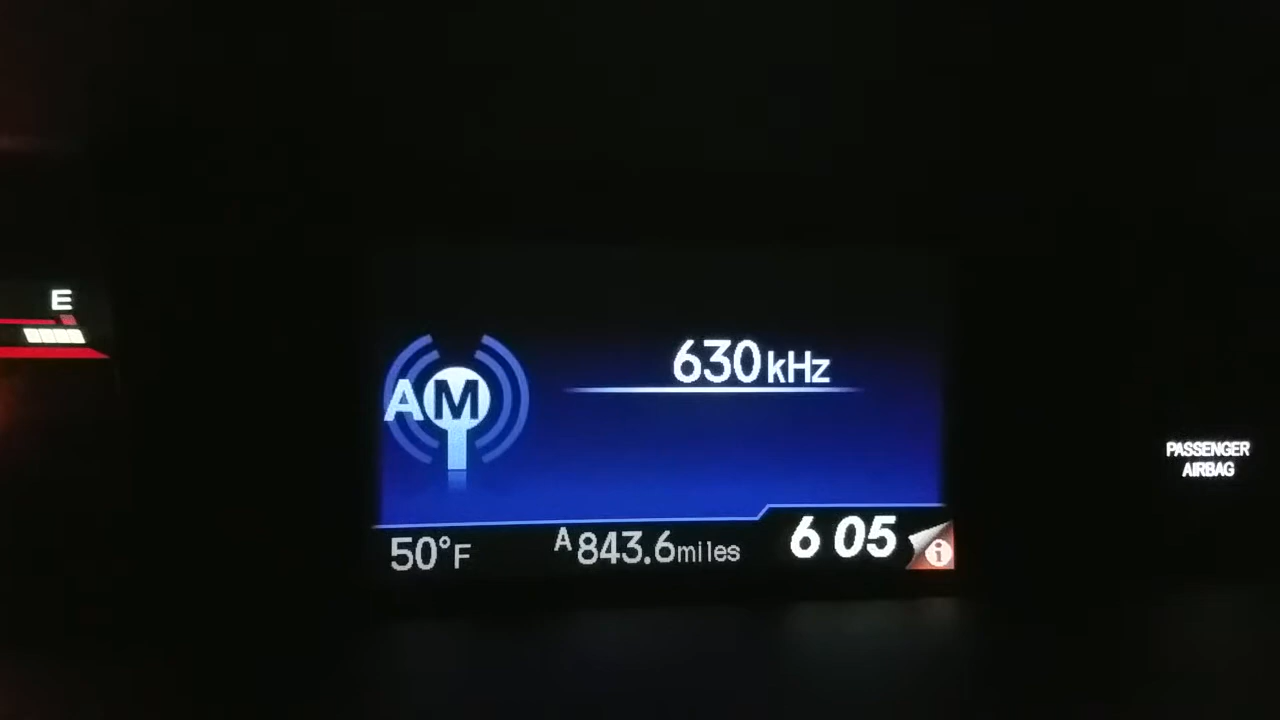 E
630 kHz
AM
50°F
A 843.6 miles
6 05
i
PASSENGER
AIRBAG